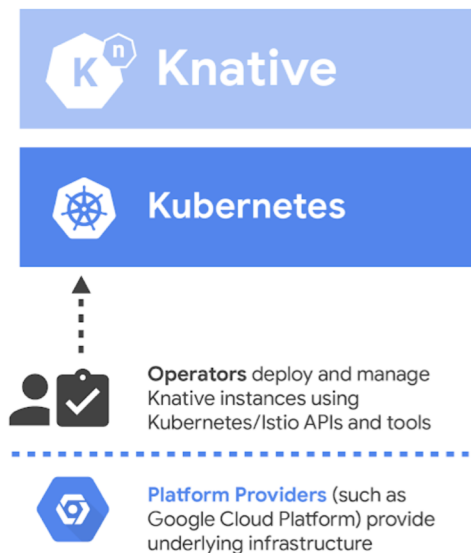 K n Knative
Kubernetes
Operators deploy and manage
Knative instances using
Kubernetes/Istio APIs and tools
Platform Providers (such as
Google Cloud Platform) provide
underlying infrastructure